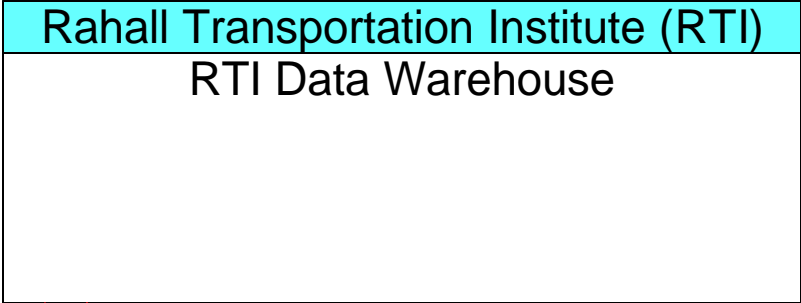 Rahall Transportation Institute (RTI)
RTI Data Warehouse